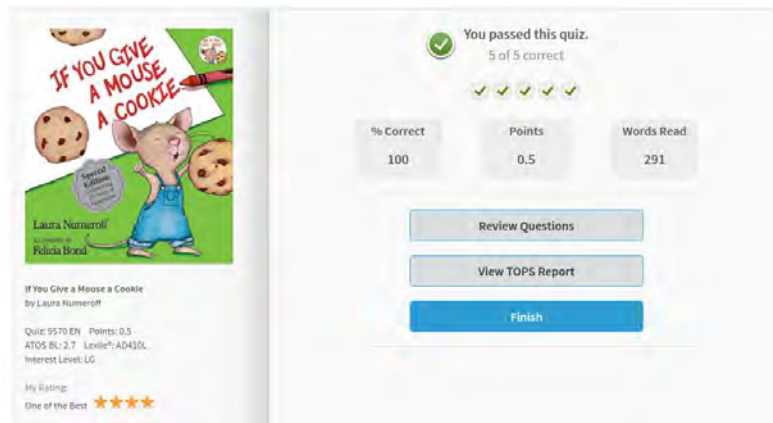 IF YOU GIVE
A MOUSE
A COOKIE
Special
Edition
Laura Numeroff
Felicia Bond
If You Give a Mouse a Cookie
by Laura Numeroff
Quiz: 9570 EN Points: 0.5
ATOS BL: 2.7 Lexile®: AD410L
Interest Level: LG
My Rating:
One of the Best
You passed this quiz.
5 of 5 correct
% Correct Points Words Read
100 0.5 291
Review Questions
View TOPS Report
Finish